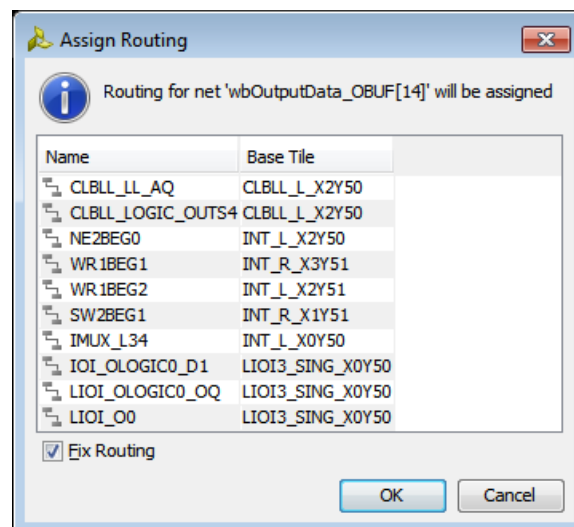 Assign Routing
Routing for net 'wbOutputData_OBUF[14]' will be assigned
Name Base Tile
CLBLL_LL_AQ CLBLL_L_X2Y50
CLBLL_LOGIC_OUTS4 CLBLL_L_X2Y50
NE2BEG0 INT_L_X2Y50
WR1BEG1 INT_R_X3Y51
WR1BEG2 INT_L_X2Y51
SW2BEG1 INT_R_X1Y51
IMUX_L34 INT_L_X0Y50
IOI_OLOGIC0_D1 LIOI3_SING_X0Y50
LIOI_OLOGIC0_OQ LIOI3_SING_X0Y50
LIOI_O0 LIOI3_SING_X0Y50
Fix Routing
OK Cancel